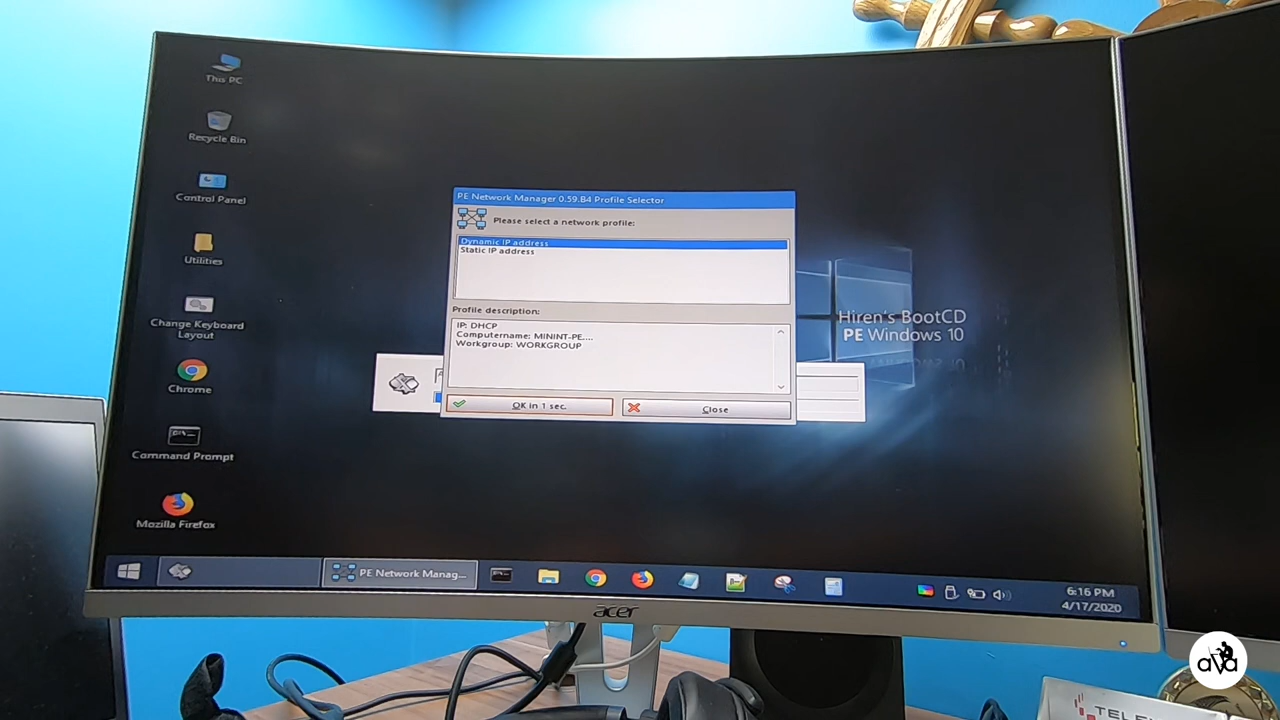 This PC
Recycle Bin
Control Panel
Utilities
Change Keyboard
Layout
Chrome
Command Prompt
Mozilla Firefox
PE Network Manager 0.59.B4 Profile Selector
Please select a network profile:
Dynamic IP address
Static IP address
Profile description:
IP: DHCP
Computername: MININT-PE....
Workgroup: WORKGROUP
OK in 1 sec.
Close
Hiren's BootCD
PE Windows 10
PE Network Manag...
6:16 PM
4/17/2020
acer
ava